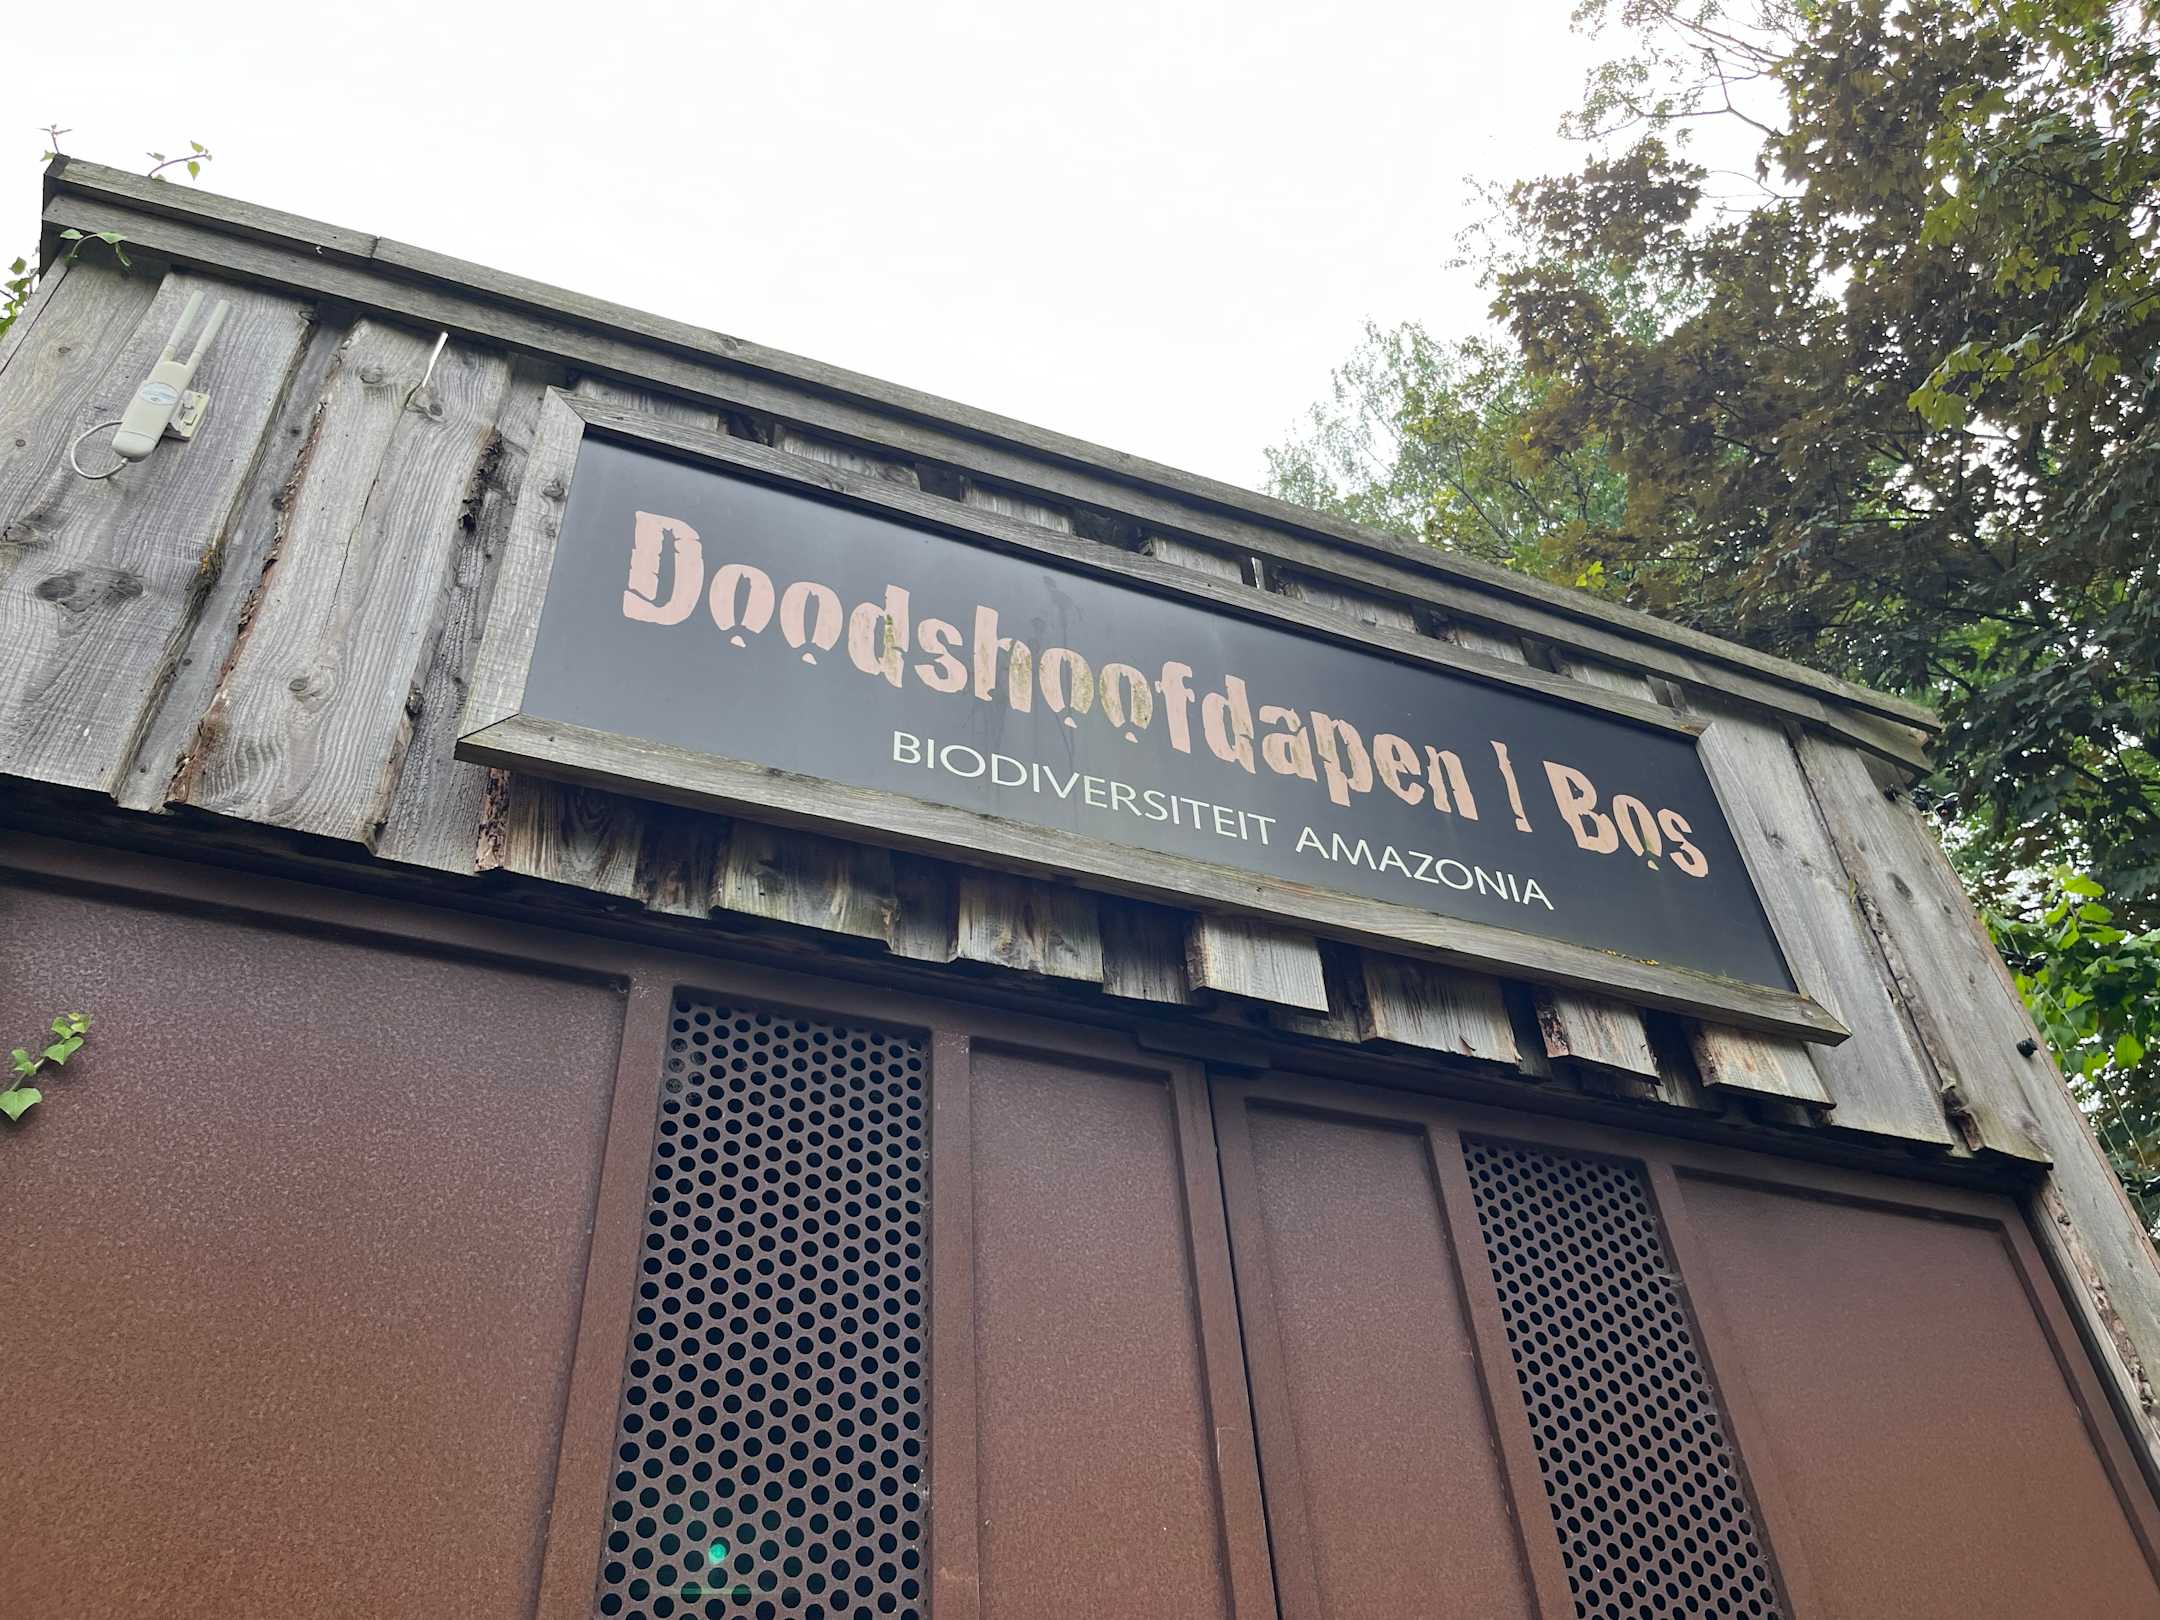 Doodshoofdapen | Bos
BIODIVERSITEIT AMAZONIA